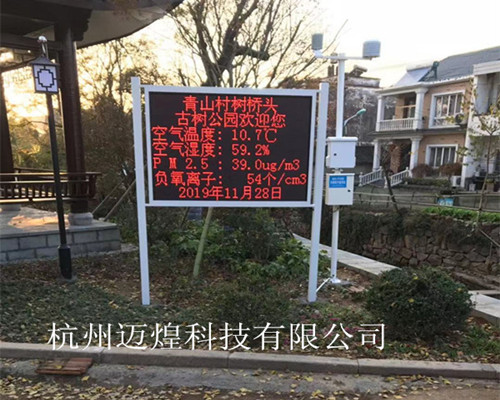 青山村树桥头
古树公园欢迎您
空气温度: 10.7℃
空气湿度: 59.2%
PM2.5: 39.0ug/m3
负氧离子: 54个/cm3
2019年11月28日
杭州迈煌科技有限公司